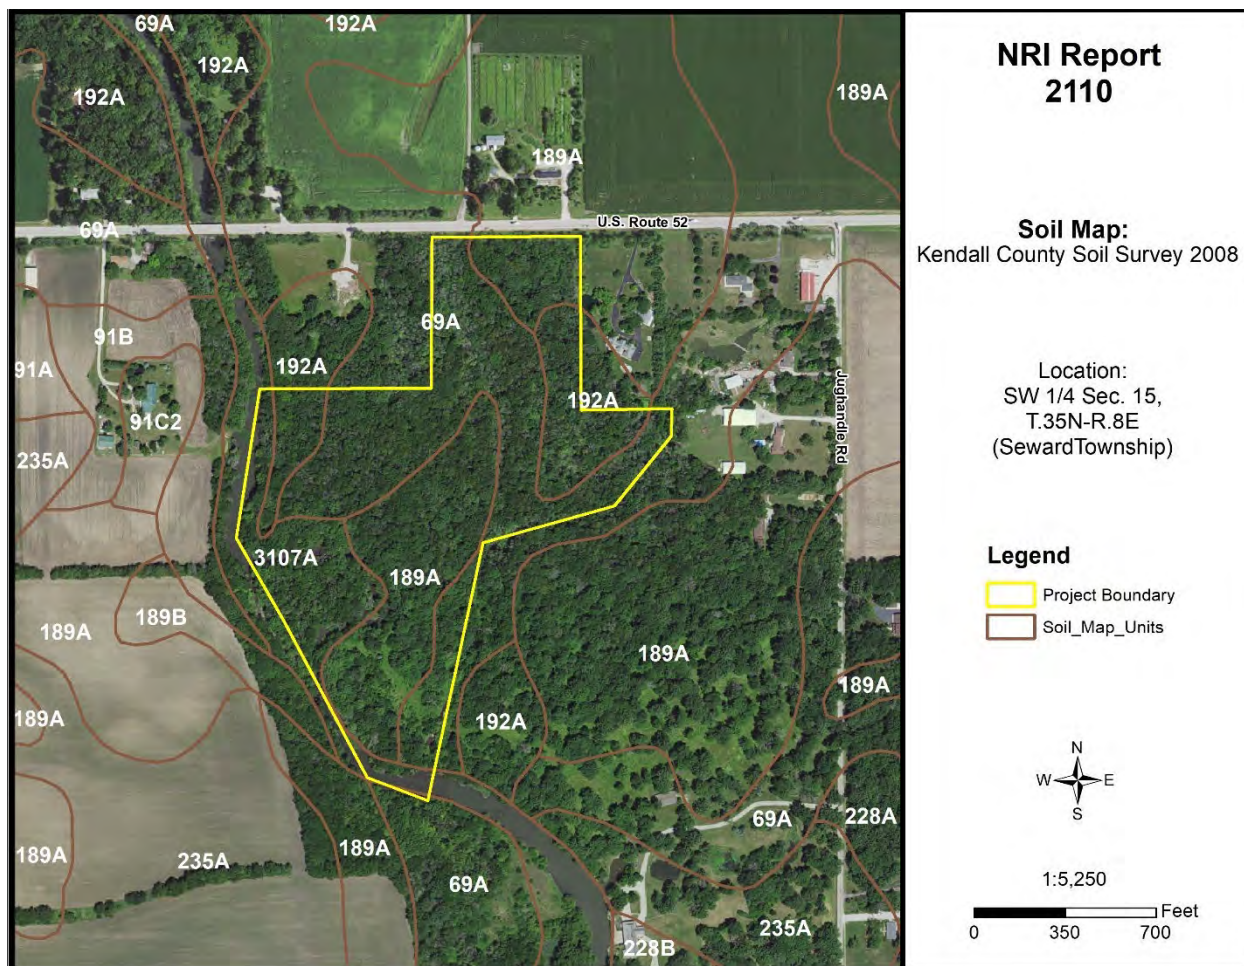 69A
192A
192A
192A
189A
189A
U.S. Route 52
69A
91B
69A
192A
91A
192A
91C2
Jughandle Rd
235A
3107A
189A
189B
189A
189A
189A
189A
192A
69A
228A
189A
235A
189A
69A
235A
228B
NRI Report
2110
Soil Map:
Kendall County Soil Survey 2008
Location:
SW 1/4 Sec. 15,
T.35N-R.8E
(SewardTownship)
Legend
Project Boundary
Soil_Map_Units
N
W E
S
1:5,250
Feet
0 350 700